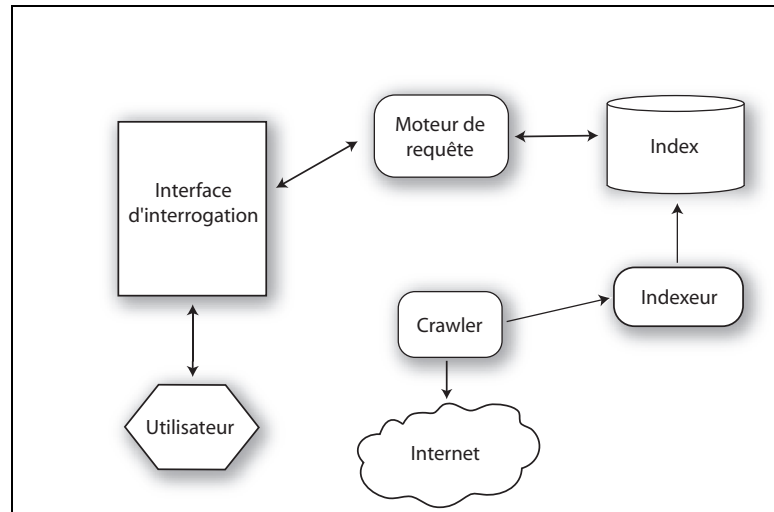 Moteur de
requête
Index
Interface
d'interrogation
Indexeur
Crawler
Utilisateur
Internet